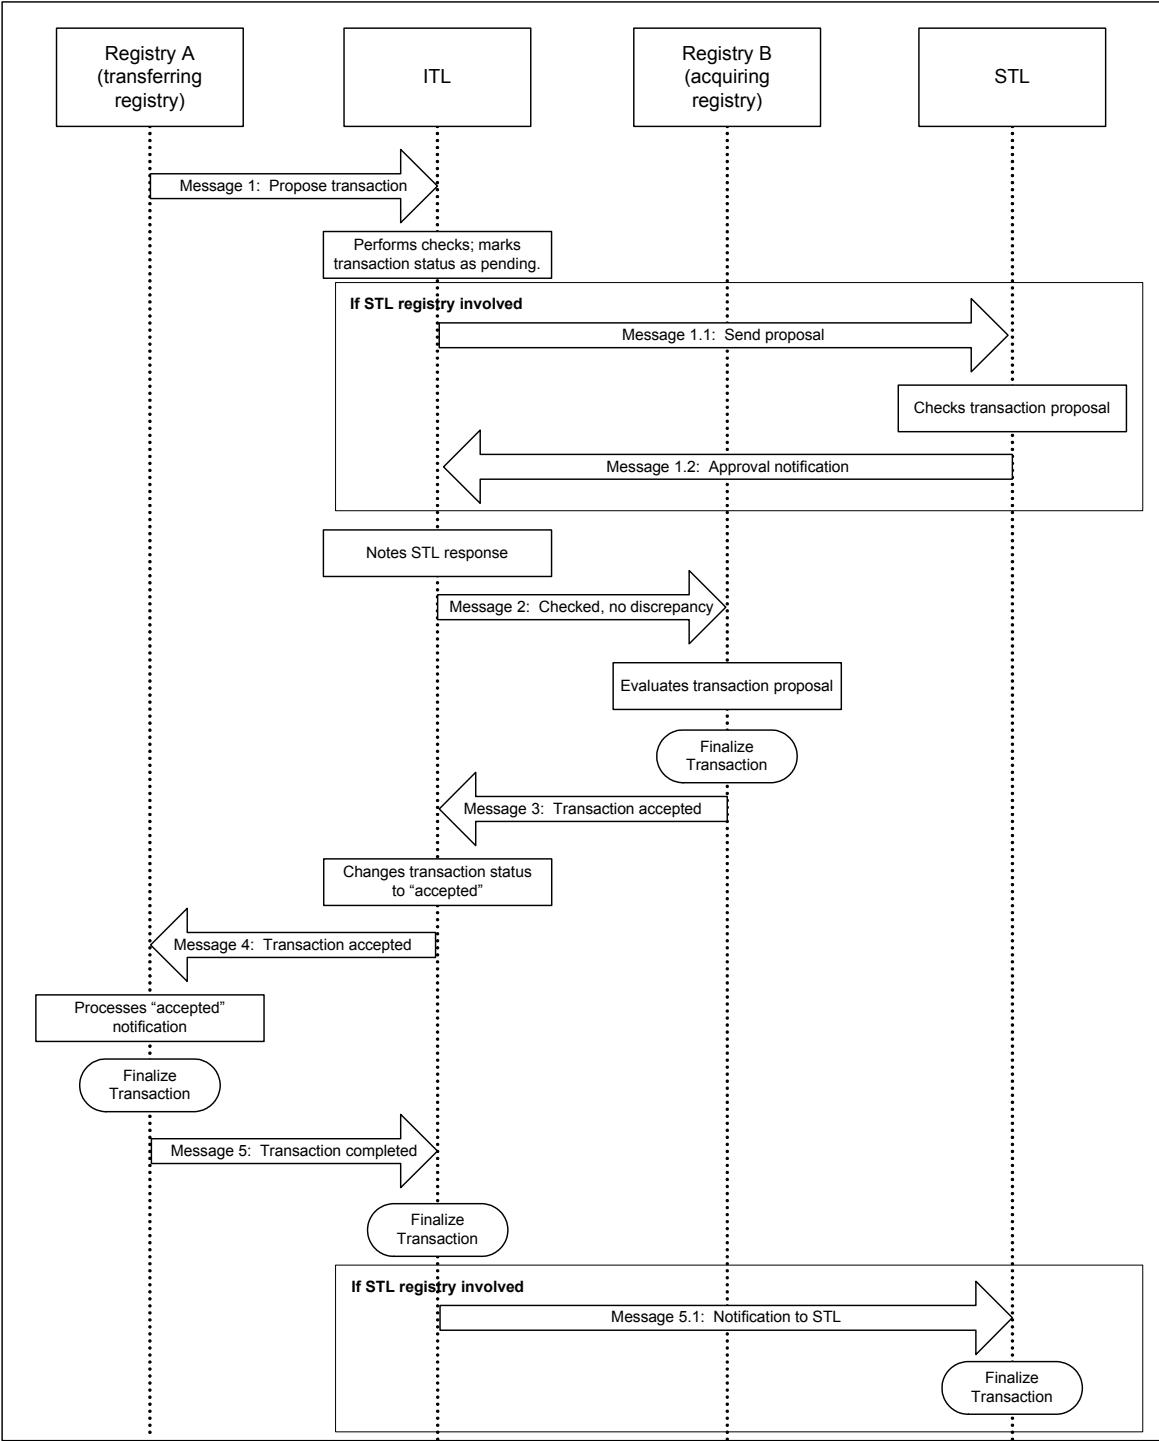 Registry A
(transferring
registry)
ITL
Registry B
(acquiring
registry)
STL
Message 1:  Propose transaction
Performs checks; marks
transaction status as pending.
If STL registry involved
Message 1.1:  Send proposal
Checks transaction proposal
Message 1.2:  Approval notification
Notes STL response
Message 2:  Checked, no discrepancy
Evaluates transaction proposal
Finalize
Transaction
Message 3:  Transaction accepted
Changes transaction status
to “accepted”
Message 4:  Transaction accepted
Processes “accepted”
notification
Finalize
Transaction
Message 5:  Transaction completed
Finalize
Transaction
If STL registry involved
Message 5.1:  Notification to STL
Finalize
Transaction